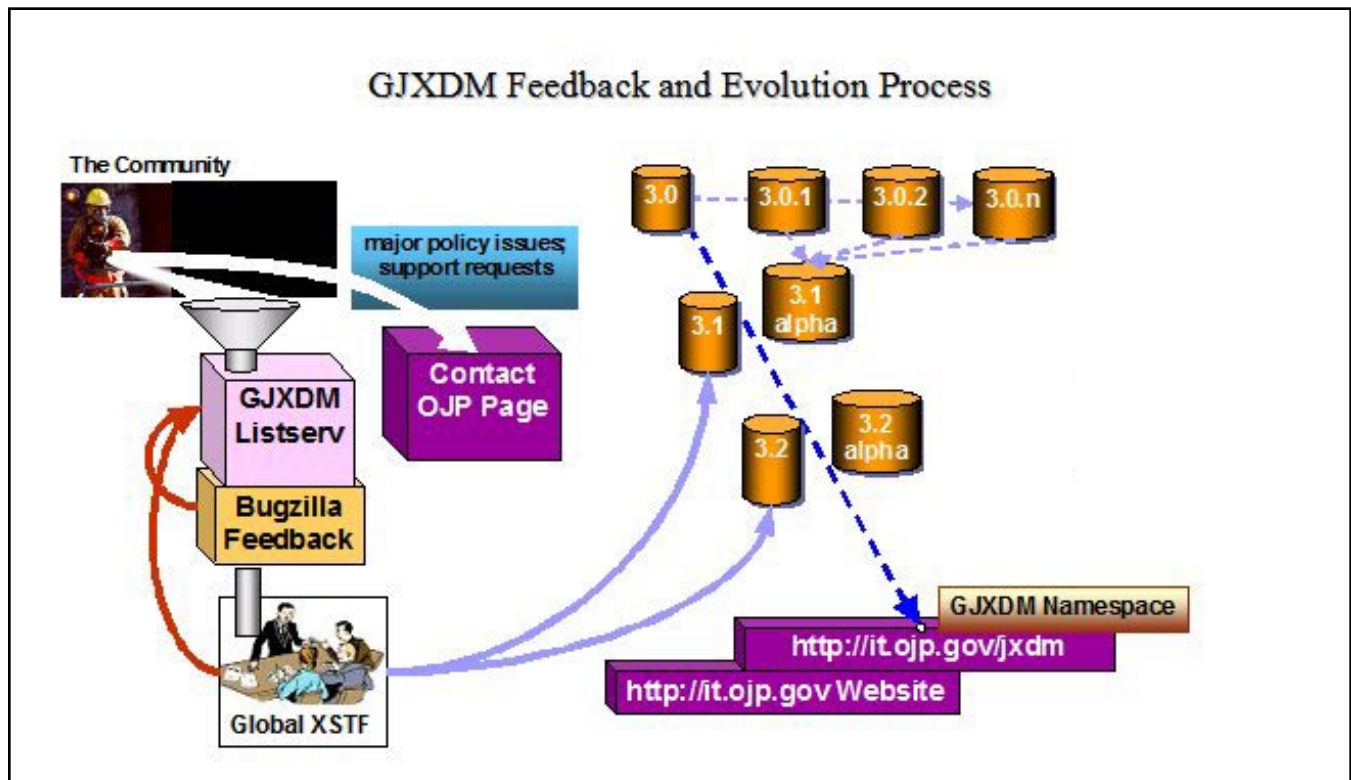 GJXDM Feedback and Evolution Process
The Community
major policy issues;
support requests
Contact
OJP Page
GJXDM
Listserv
Bugzilla
Feedback
Global XSTF
3.0
3.0.1
3.0.2
3.0.n
3.1
alpha
3.1
3.2
alpha
3.2
GJXDM Namespace
http://it.ojp.gov/jxdm
http://it.ojp.gov Website